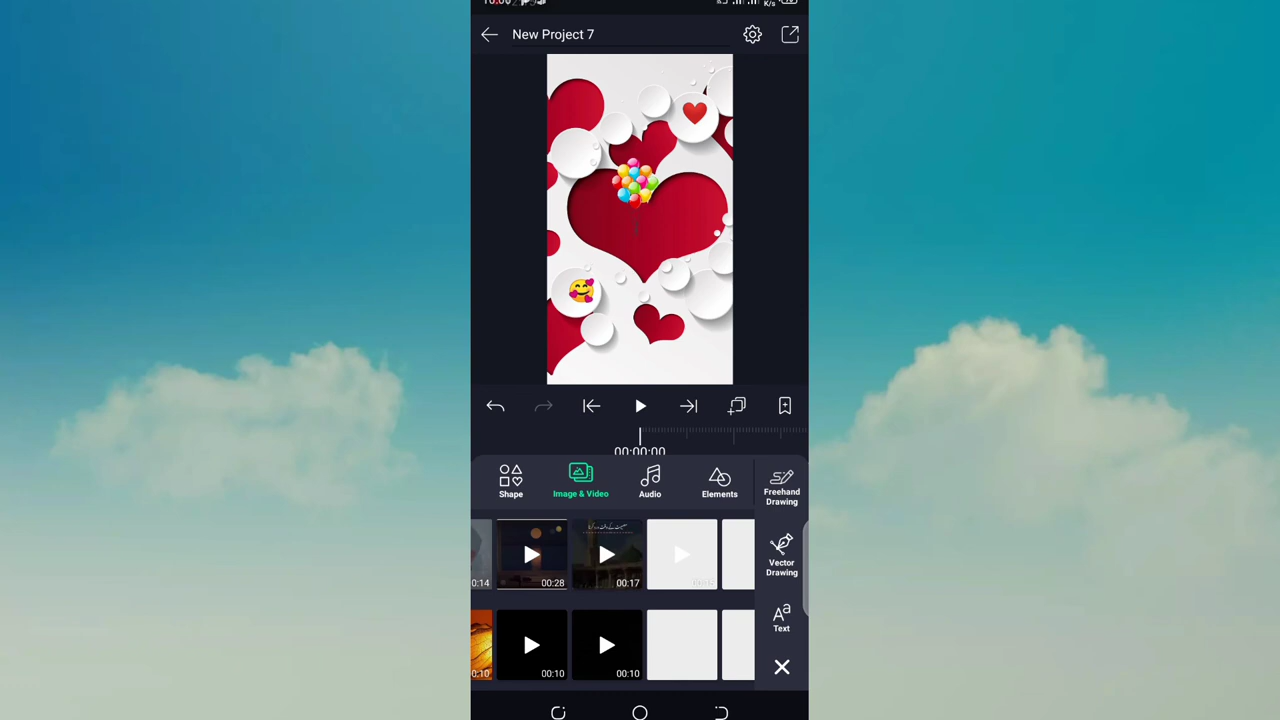 K/s
New Project 7
00:00:00
Shape
Image & Video
Audio
Elements
Freehand
Drawing
0:14
00:28
00:17
Vector
Drawing
Text
0:10
00:10
00:10